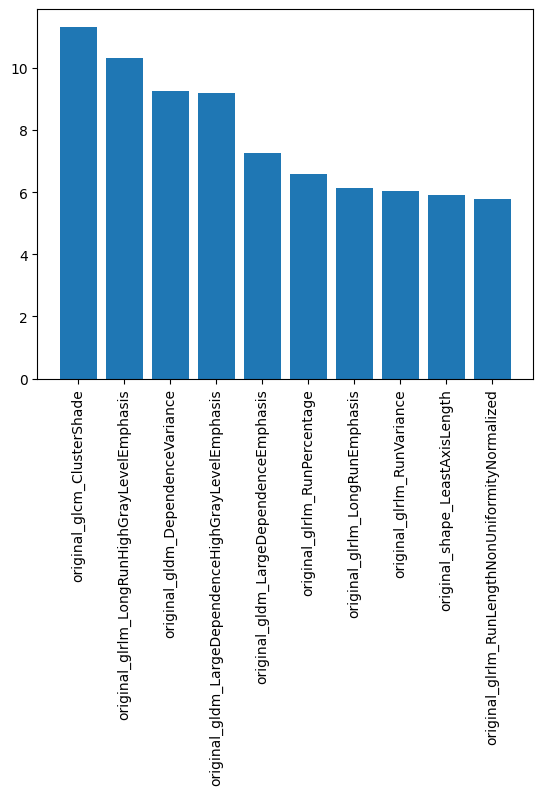 10
8
6
4
2
0
original_glcm_ClusterShade
original_glrlm_LongRunHighGrayLevelEmphasis
original_gldm_DependenceVariance
original_gldm_LargeDependenceHighGrayLevelEmphasis
original_gldm_LargeDependenceEmphasis
original_glrlm_RunPercentage
original_glrlm_LongRunEmphasis
original_glrlm_RunVariance
original_shape_LeastAxisLength
original_glrlm_RunLengthNonUniformityNormalized